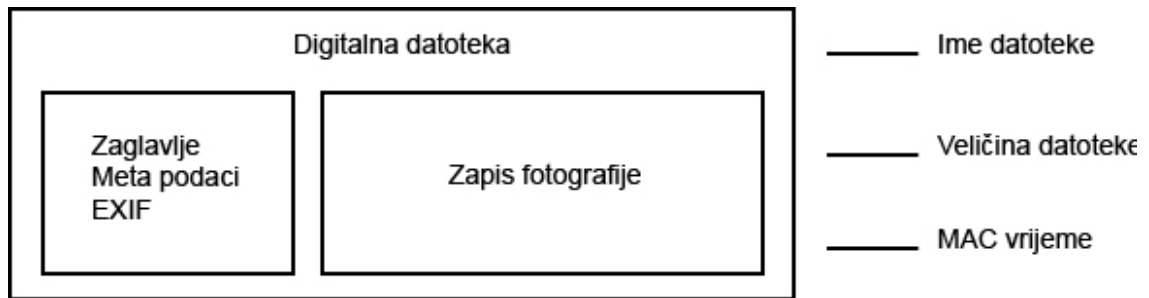 Digitalna datoteka
Zaglavlje
Meta podaci
EXIF
Zapis fotografije
Ime datoteke
Veličina datoteke
MAC vrijeme